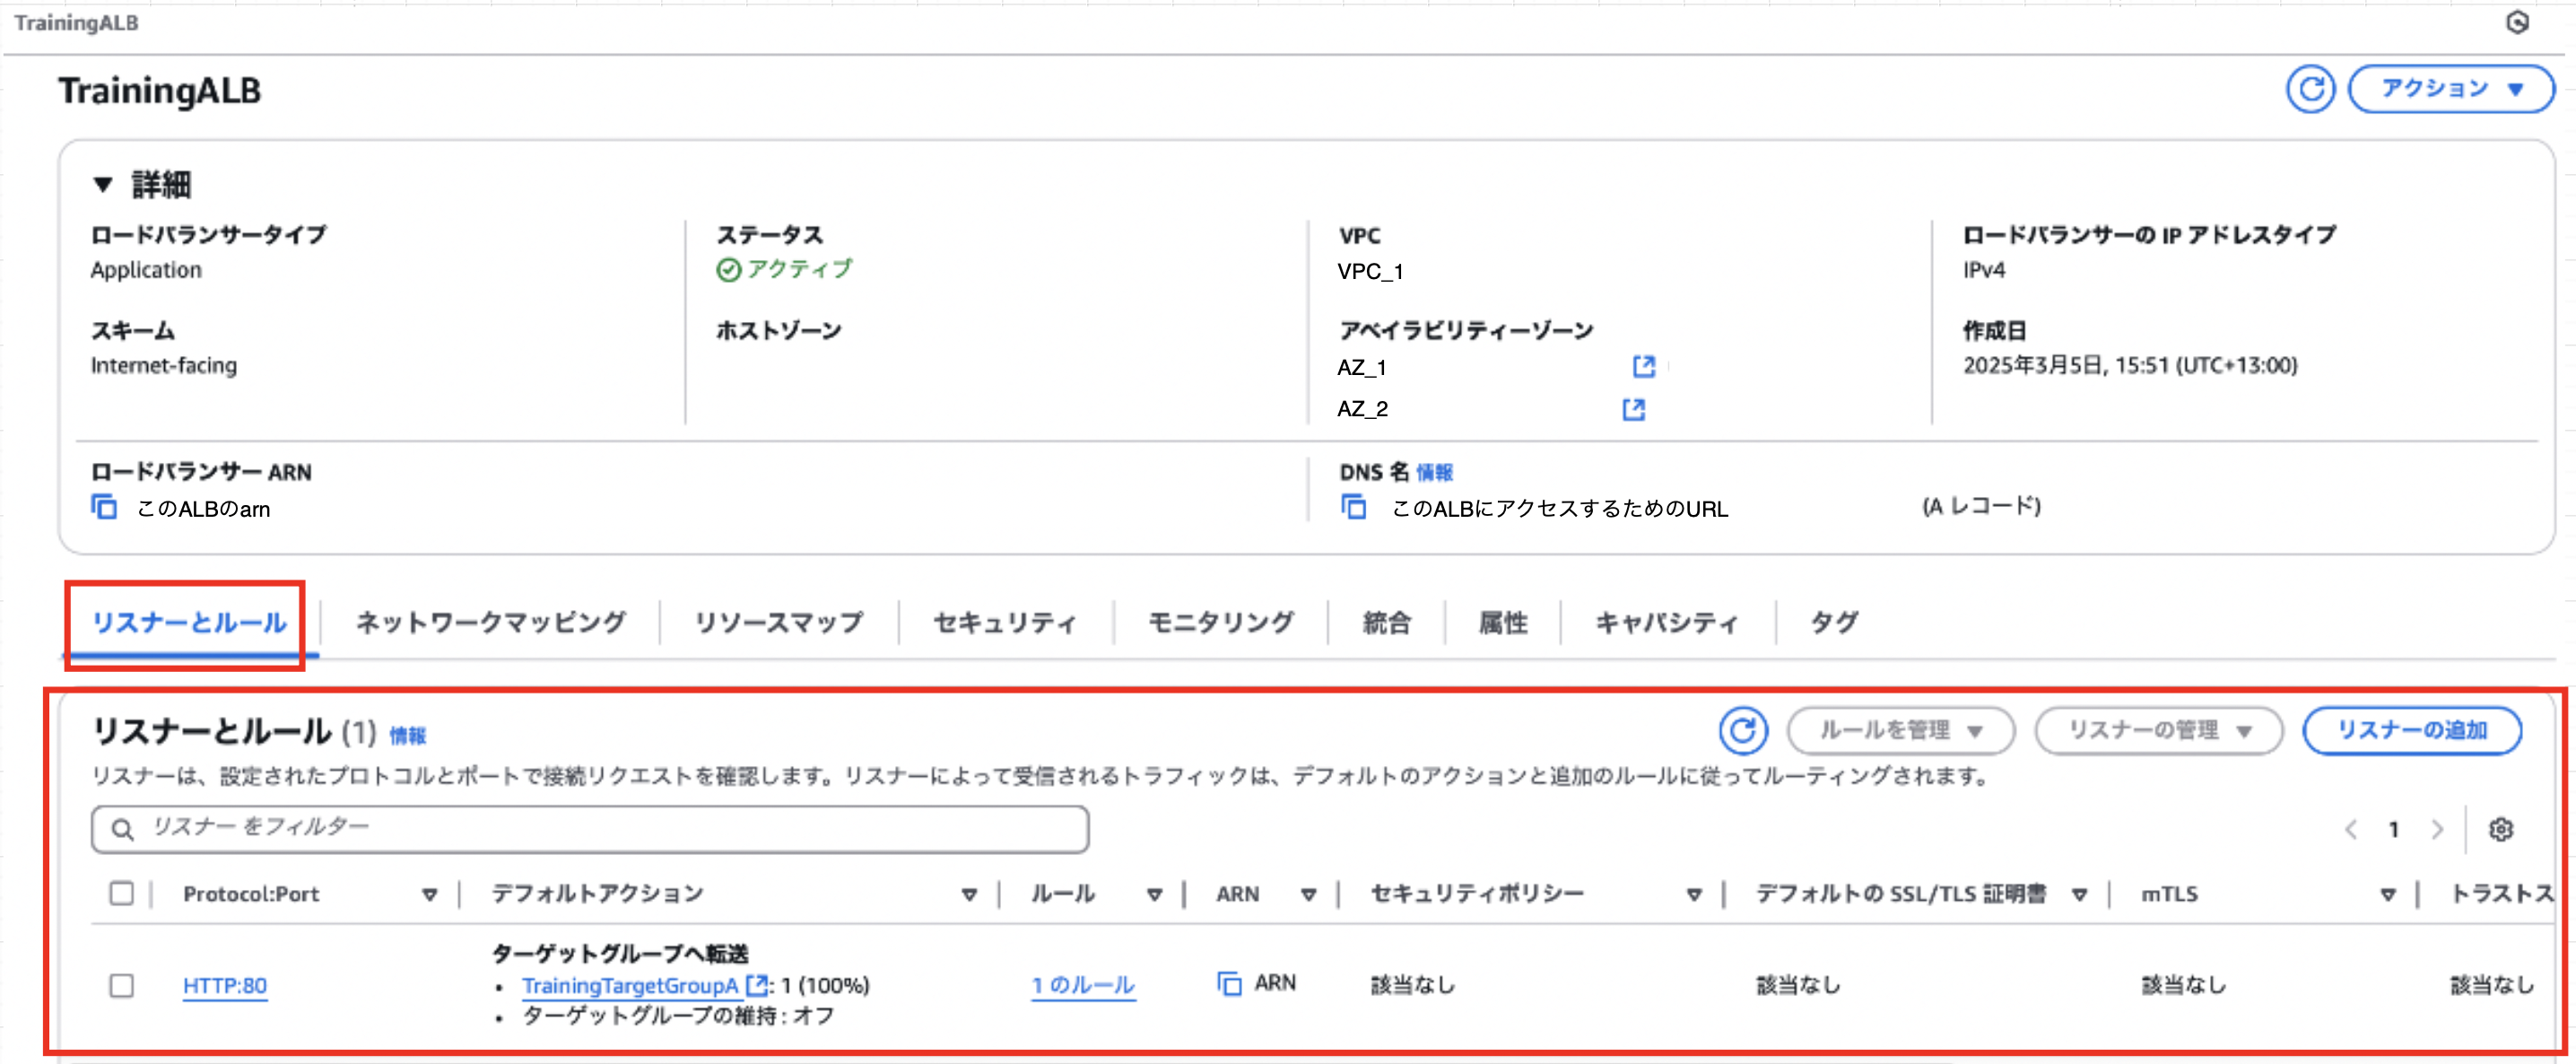 TrainingALB
TrainingALB
アクション
詳細
ロードバランサータイプ
Application
ステータス
アクティブ
VPC
VPC_1
ロードバランサーの IP アドレスタイプ
IPv4
スキーム
Internet-facing
ホストゾーン
アベイラビリティーゾーン
AZ_1
AZ_2
作成日
2025年3月5日, 15:51 (UTC+13:00)
ロードバランサー ARN
このALBのarn
DNS 名 情報
このALBにアクセスするためのURL (A レコード)
リスナーとルール ネットワークマッピング リソースマップ セキュリティ モニタリング 統合 属性 キャパシティ タグ
リスナーとルール (1) 情報
ルールを管理 リスナーの管理 リスナーの追加
リスナーは、設定されたプロトコルとポートで接続リクエストを確認します。リスナーによって受信されるトラフィックは、デフォルトのアクションと追加のルールに従ってルーティングされます。
リスナー をフィルター
1
Protocol:Port デフォルトアクション ルール ARN セキュリティポリシー デフォルトの SSL/TLS 証明書 mTLS トラストス
ターゲットグループへ転送
HTTP:80 • TrainingTargetGroupA : 1 (100%) 1 のルール ARN 該当なし 該当なし 該当なし 該当なし
• ターゲットグループの維持 : オフ